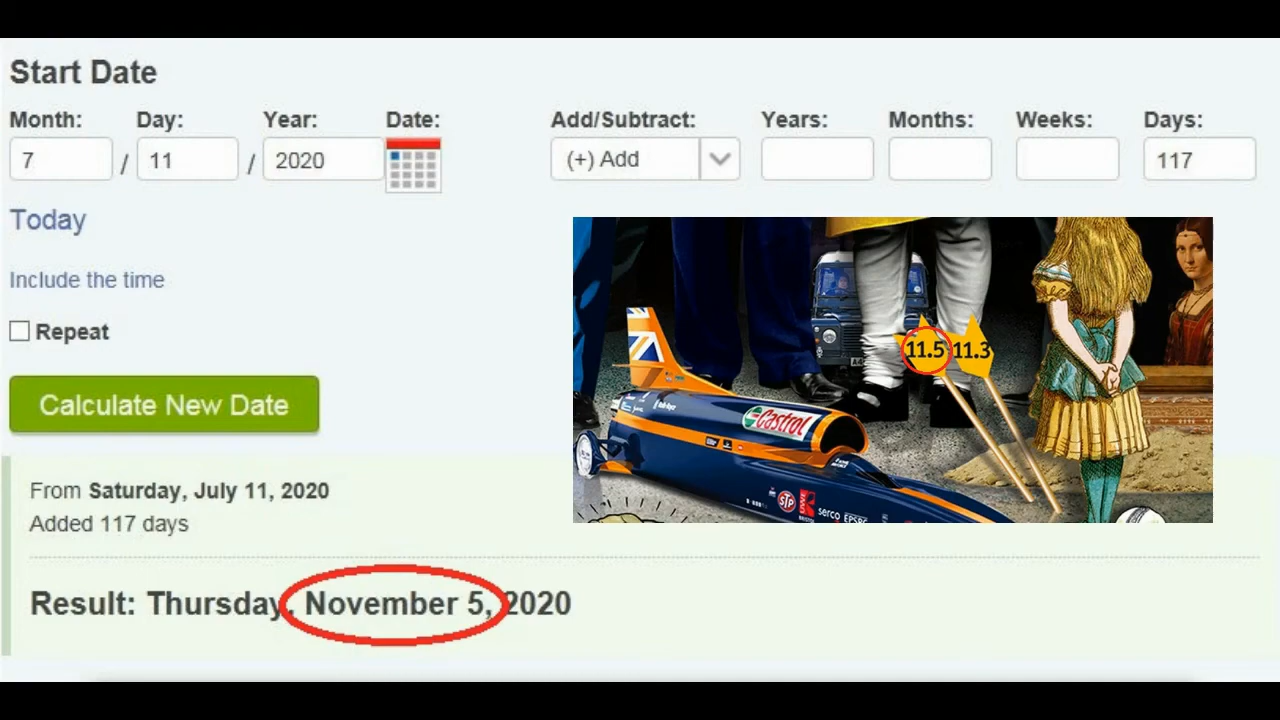 Start Date
Month: Day: Year: Date: Add/Subtract: Years: Months: Weeks: Days:
7 / 11 / 2020 (+) Add 117
Today
Include the time
Repeat
Calculate New Date
11.5 11.3
Castrol
STP
serco
From Saturday, July 11, 2020
Added 117 days
Result: Thursday, November 5, 2020